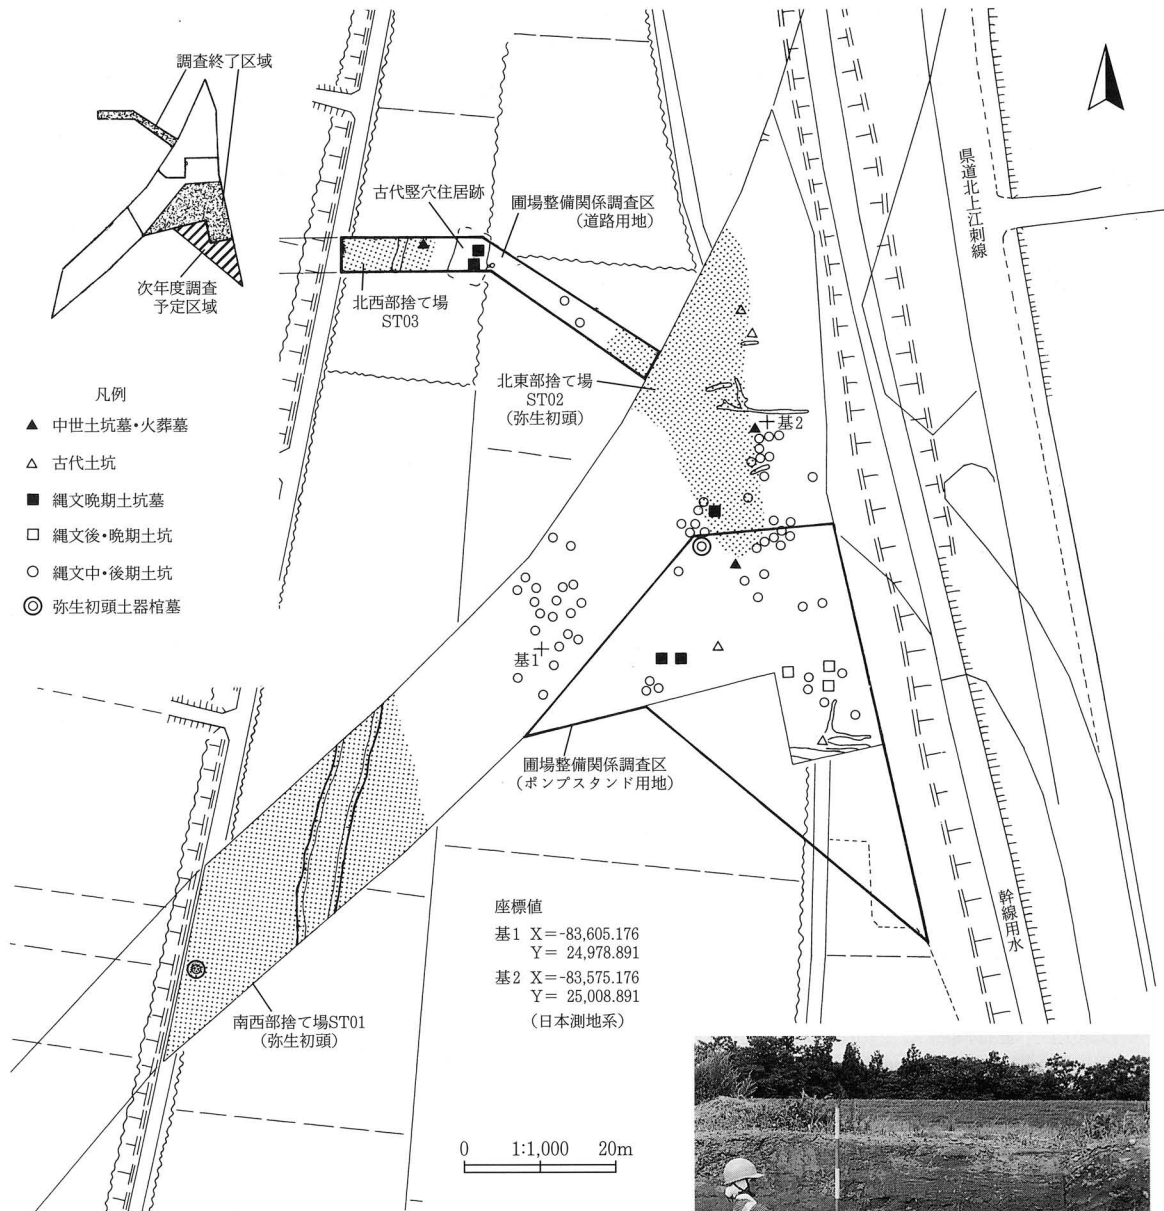 調査終了区域
次年度調査
予定区域
古代竪穴住居跡
圃場整備関係調査区
(道路用地)
北西部捨て場
ST03
北東部捨て場
ST02
(弥生初頭)
県道北上江刺線
凡例
▲ 中世土坑墓・火葬墓
△ 古代土坑
■ 縄文晩期土坑墓
□ 縄文後・晩期土坑
○ 縄文中・後期土坑
◎ 弥生初頭土器棺墓
基2
基1
圃場整備関係調査区
(ポンプスタンド用地)
幹線用水
南西部捨て場ST01
(弥生初頭)
座標値
基1 X=-83,605.176
Y= 24,978.891
基2 X=-83,575.176
Y= 25,008.891
(日本測地系)
0 1:1,000 20m